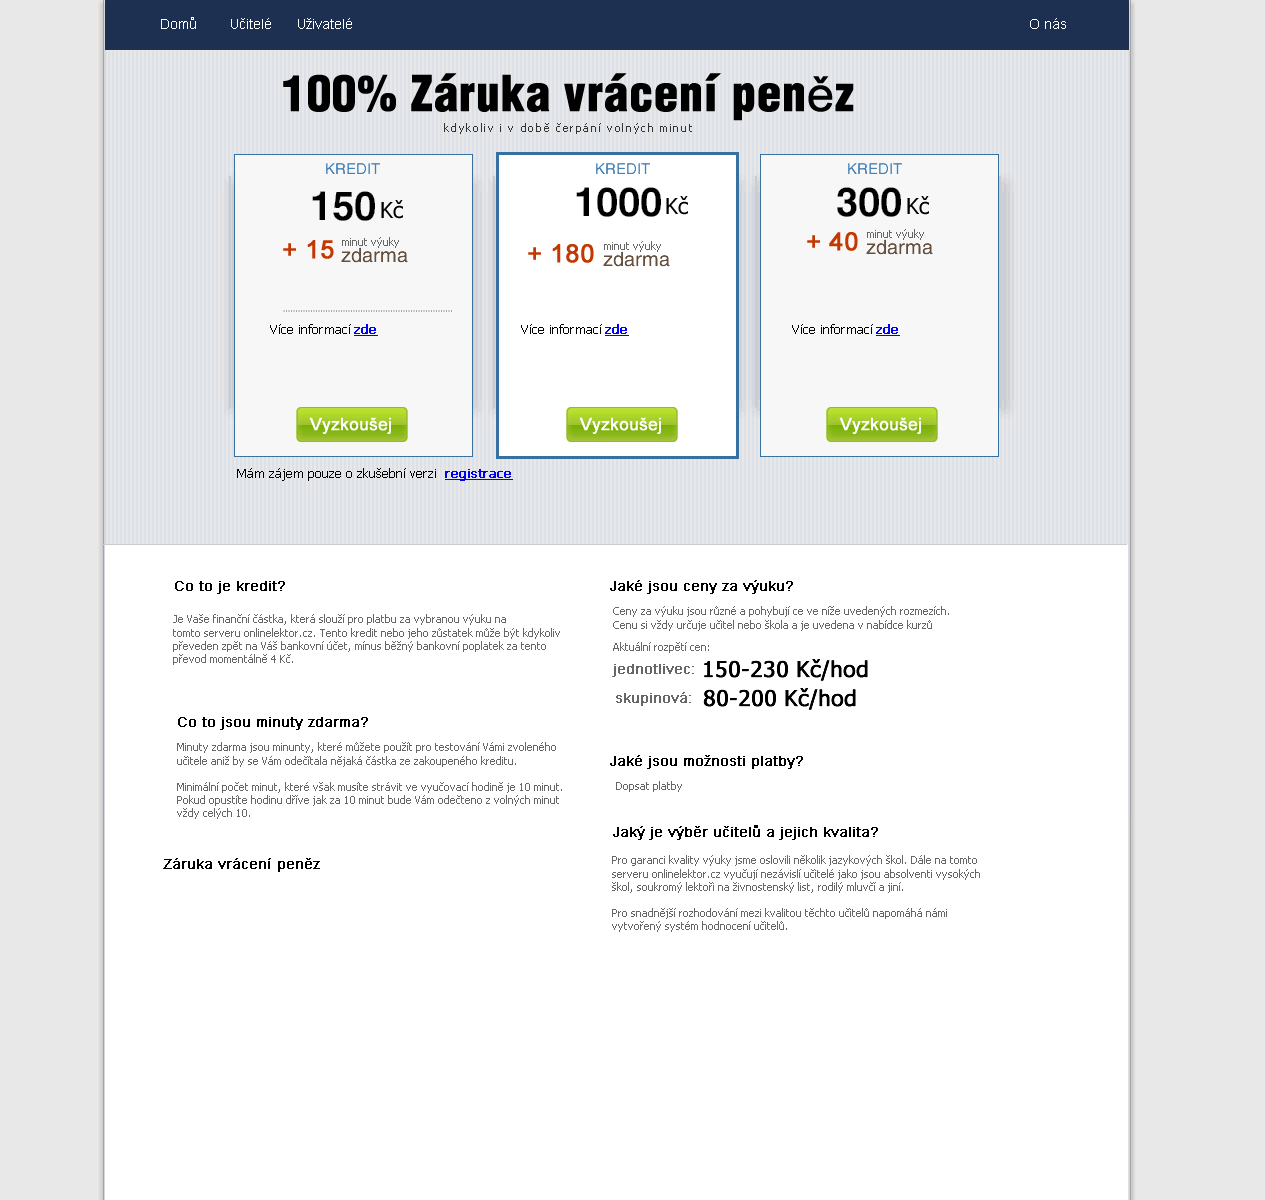 Domů Učitelé Uživatelé O nás
100% Záruka vrácení peněz
kdykoliv i v době čerpání volných minut
KREDIT
150 Kč
+ 15 minut výuky
zdarma
Více informací zde
Vyzkoušej
KREDIT
1000 Kč
+ 180 minut výuky
zdarma
Více informací zde
Vyzkoušej
KREDIT
300 Kč
+ 40 minut výuky
zdarma
Více informací zde
Vyzkoušej
Mám zájem pouze o zkušební verzi registrace
Co to je kredit?
Je Vaše finanční částka, která slouží pro platbu za vybranou výuku na
tomto serveru onlinelektor.cz. Tento kredit nebo jeho zůstatek může být kdykoliv
převeden zpět na Váš bankovní účet, mínus běžný bankovní poplatek za tento
převod momentálně 4 Kč.
Co to jsou minuty zdarma?
Minuty zdarma jsou minunty, které můžete použít pro testování Vámi zvoleného
učitele aniž by se Vám odečítala nějaká částka ze zakoupeného kreditu.
Minimální počet minut, které však musíte strávit ve vyučovací hodině je 10 minut.
Pokud opustíte hodinu dříve jak za 10 minut bude Vám odečteno z volných minut
vždy celých 10.
Záruka vrácení peněz
Jaké jsou ceny za výuku?
Ceny za výuku jsou různé a pohybují ce ve níže uvedených rozmezích.
Cenu si vždy určuje učitel nebo škola a je uvedena v nabídce kurzů
Aktuální rozpětí cen:
jednotlivec: 150-230 Kč/hod
skupinová: 80-200 Kč/hod
Jaké jsou možnosti platby?
Dopsat platby
Jaký je výběr učitelů a jejich kvalita?
Pro garanci kvality výuky jsme oslovili několik jazykových škol. Dále na tomto
serveru onlinelektor.cz vyučují nezávislí učitelé jako jsou absolventi vysokých
škol, soukromý lektoři na živnostenský list, rodilý mluvčí a jiní.
Pro snadnější rozhodování mezi kvalitou těchto učitelů napomáhá námi
vytvořený systém hodnocení učitelů.